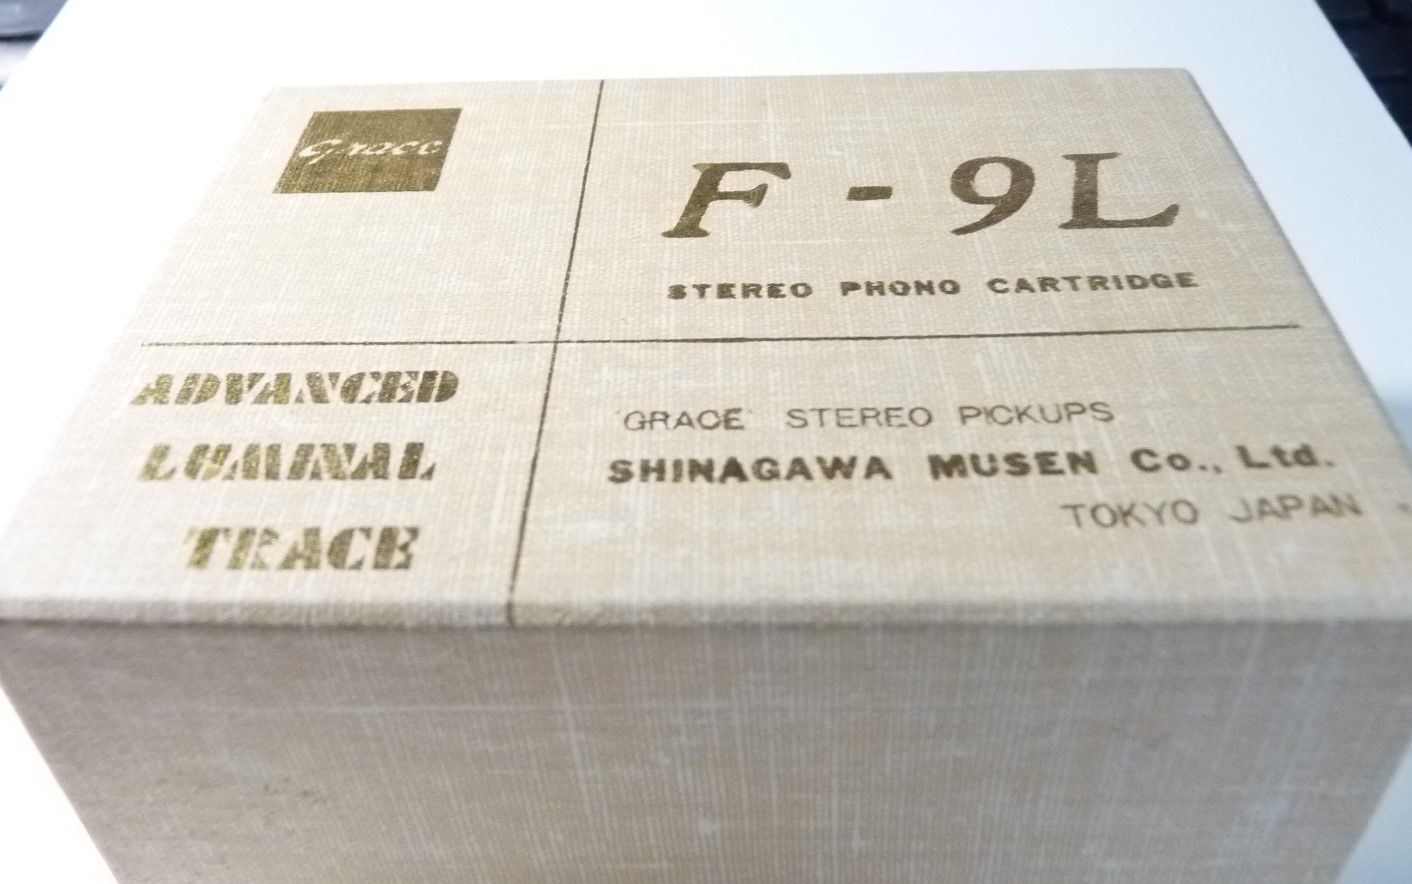 Grace
F-9L
STEREO PHONO CARTRIDGE
ADVANCED
LUMINAL
TRACE
'GRACE' STEREO PICKUPS
SHINAGAWA MUSEN Co., Ltd.
TOKYO JAPAN